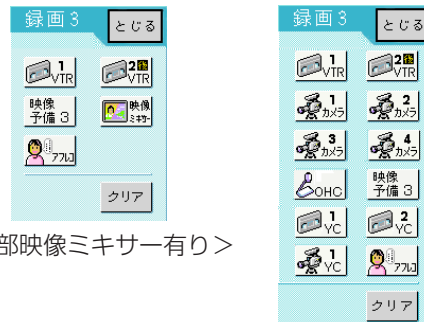 録画3 とじる
1 VTR 2 VTR
映像 予備 3 映像 ミキサー
アフレコ
クリア
部映像ミキサー有り＞
録画3 とじる
1 VTR 2 VTR
1 カメラ 2 カメラ
3 カメラ 4 カメラ
OHC 映像 予備 3
1 YC 2 YC
1 YC アフレコ
クリア